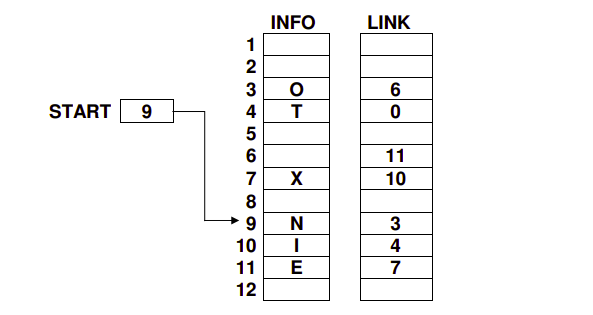 INFO LINK
1
2
3 O 6
4 T 0
START 9
5
6 11
7 X 10
8
9 N 3
10 I 4
11 E 7
12